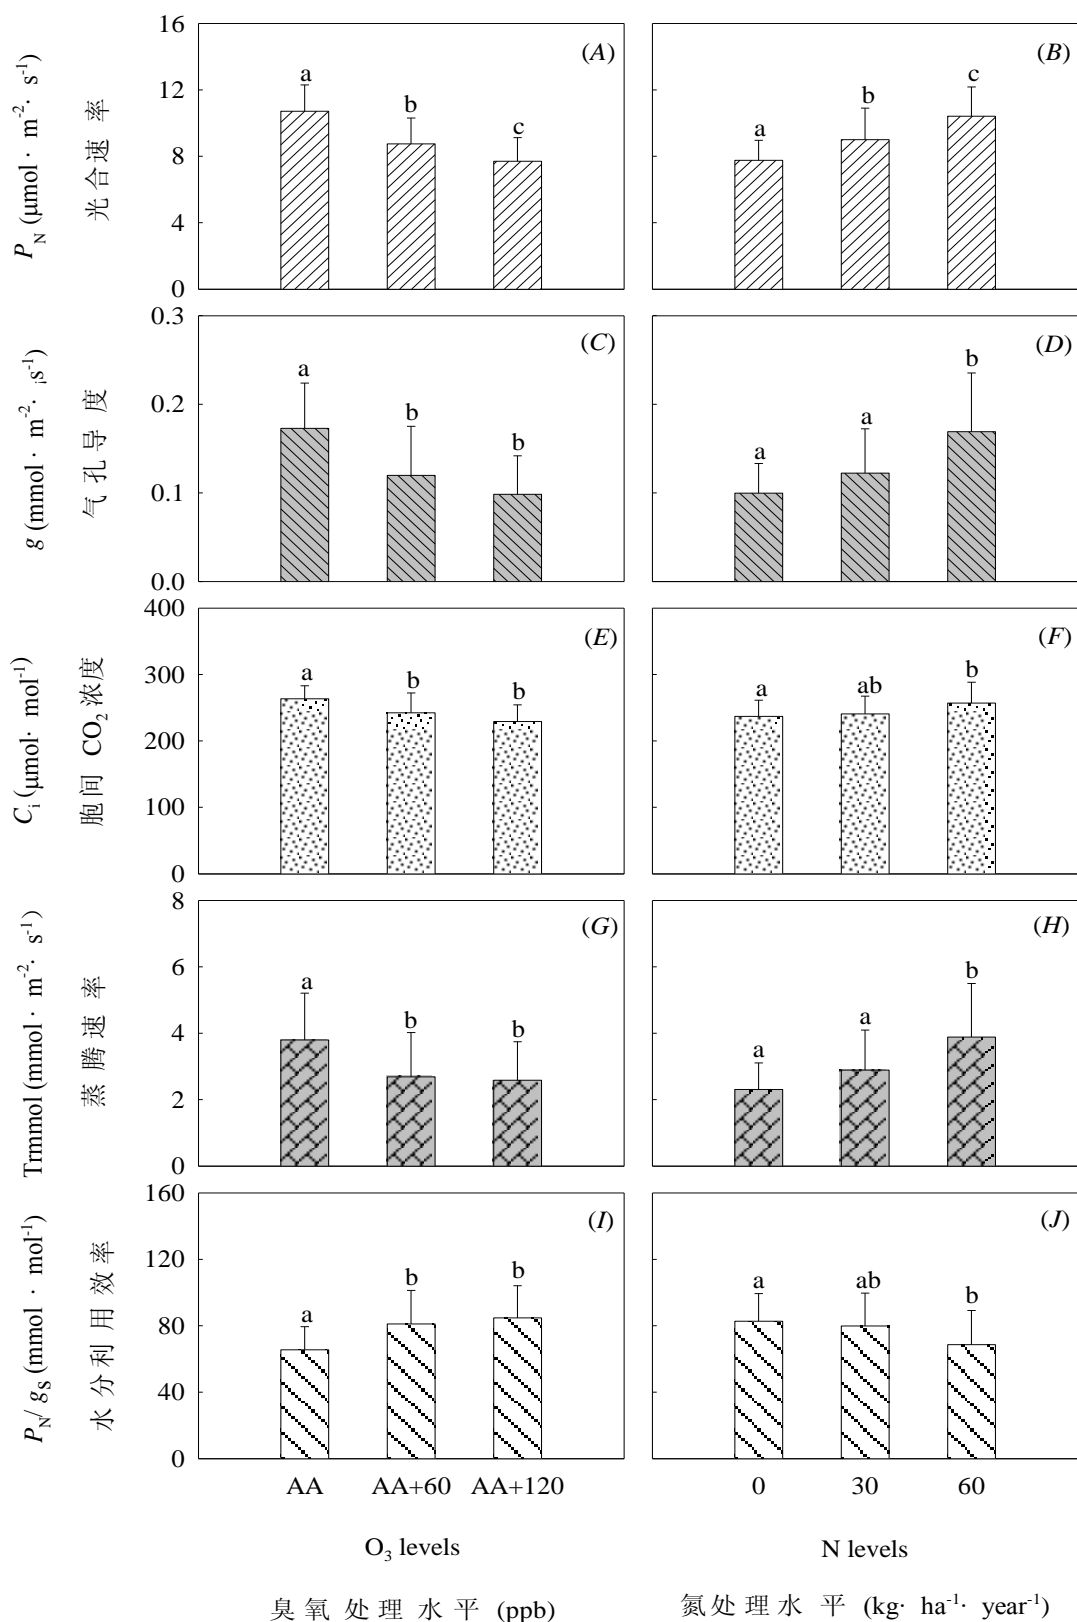 P_N (μmol · m⁻²· s⁻¹)
光合速 率
16
12
8
4
0
(A)
a
b
c
(B)
a
b
c
g (mmol · m⁻²· ¡s⁻¹)
气孔导 度
0.3
0.2
0.1
0.0
(C)
a
b
b
(D)
a
a
b
C_i (μmol· mol⁻¹)
胞间 CO₂ 浓度
400
300
200
100
0
(E)
a
b
b
(F)
a
ab
b
Trmmol (mmol · m⁻²· s⁻¹)
蒸腾速 率
8
6
4
2
0
(G)
a
b
b
(H)
a
a
b
P_N/ g_S (mmol · mol⁻¹)
水分利用效率
160
120
80
40
0
(I)
a
b
b
(J)
a
ab
b
AA AA+60 AA+120
0 30 60
O₃ levels
N levels
臭氧 处理 水平 (ppb)
氮处理水 平 (kg· ha⁻¹· year⁻¹)